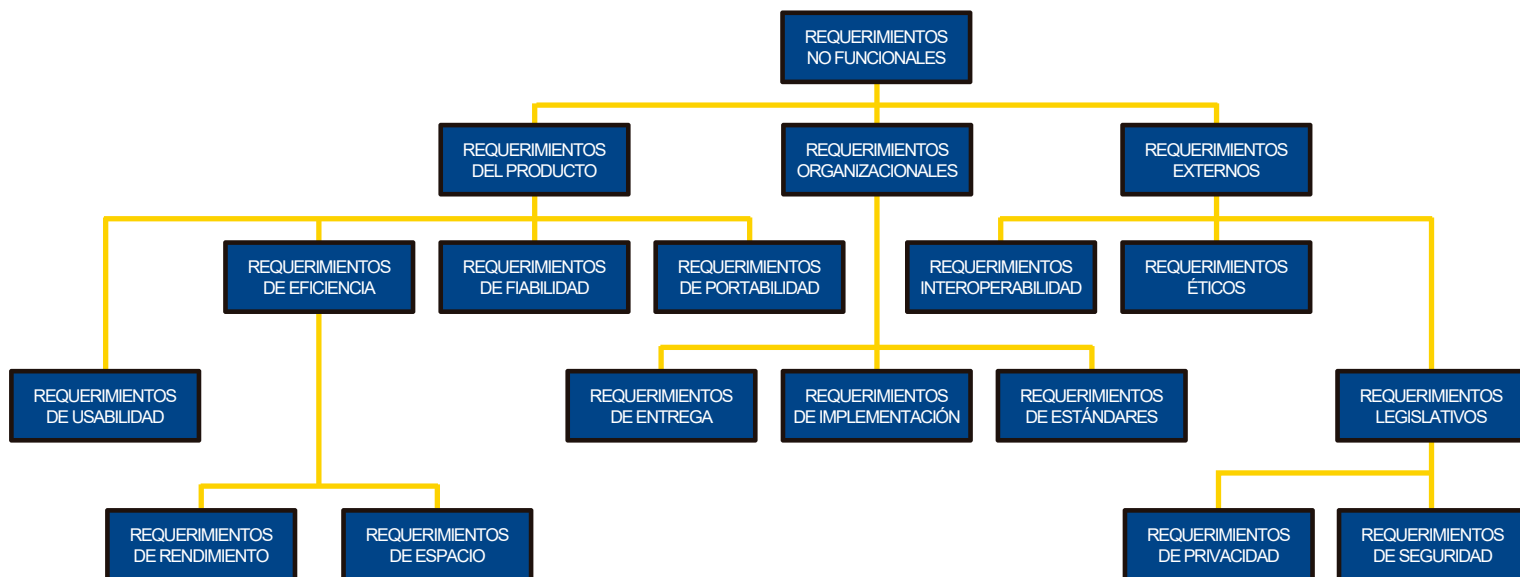 REQUERIMIENTOS
NO FUNCIONALES
REQUERIMIENTOS
DEL PRODUCTO
REQUERIMIENTOS
ORGANIZACIONALES
REQUERIMIENTOS
EXTERNOS
REQUERIMIENTOS
DE EFICIENCIA
REQUERIMIENTOS
DE FIABILIDAD
REQUERIMIENTOS
DE PORTABILIDAD
REQUERIMIENTOS
INTEROPERABILIDAD
REQUERIMIENTOS
ÉTICOS
REQUERIMIENTOS
DE USABILIDAD
REQUERIMIENTOS
DE ENTREGA
REQUERIMIENTOS
DE IMPLEMENTACIÓN
REQUERIMIENTOS
DE ESTÁNDARES
REQUERIMIENTOS
LEGISLATIVOS
REQUERIMIENTOS
DE RENDIMIENTO
REQUERIMIENTOS
DE ESPACIO
REQUERIMIENTOS
DE PRIVACIDAD
REQUERIMIENTOS
DE SEGURIDAD